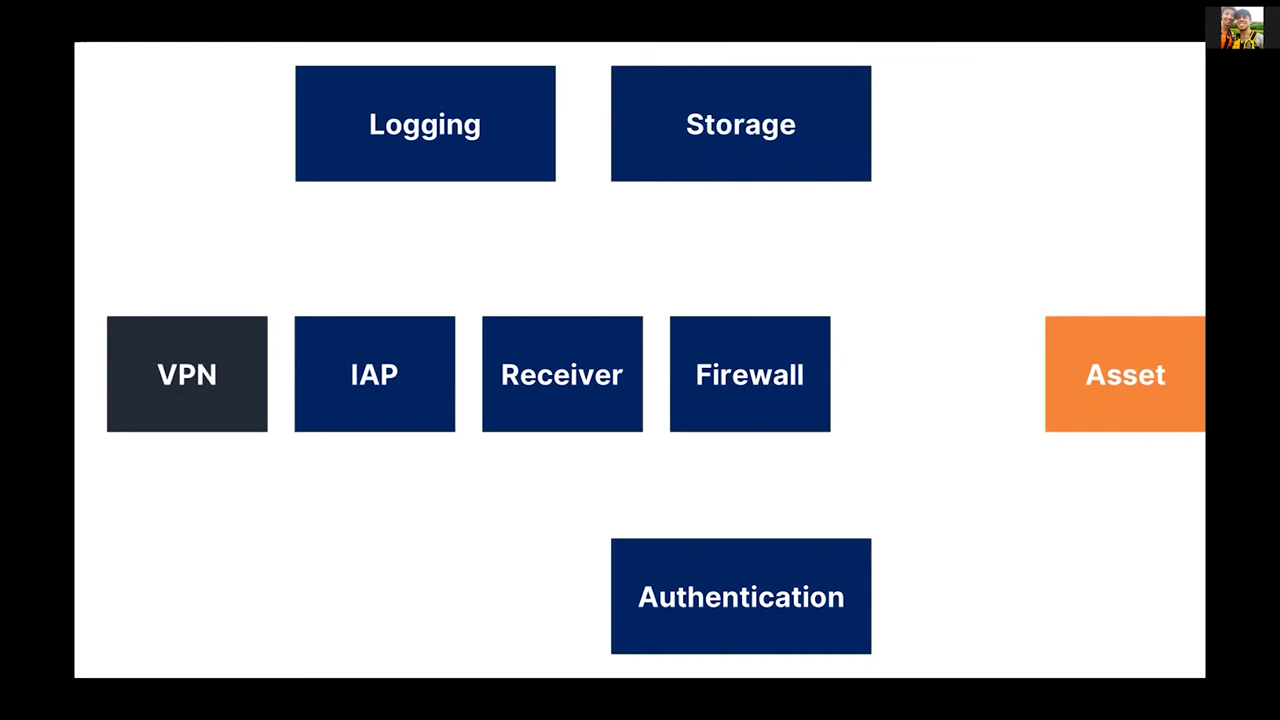 Logging
Storage
VPN
IAP
Receiver
Firewall
Asset
Authentication